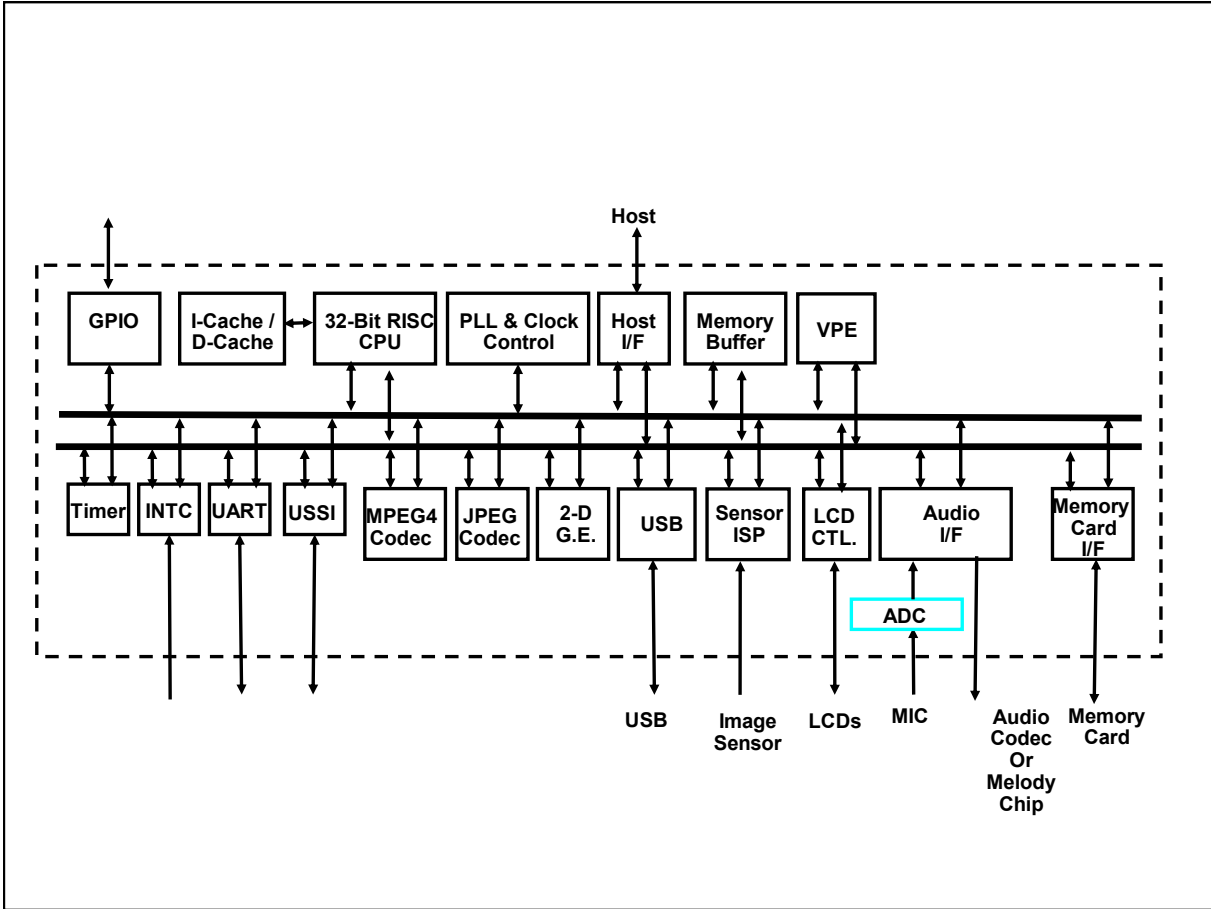 Host
GPIO
I-Cache /
D-Cache
32-Bit RISC
CPU
PLL & Clock
Control
Host
I/F
Memory
Buffer
VPE
Timer
INTC
UART
USSI
MPEG4
Codec
JPEG
Codec
2-D
G.E.
USB
Sensor
ISP
LCD
CTL.
Audio
I/F
Memory
Card
I/F
ADC
USB
Image
Sensor
LCDs
MIC
Audio
Codec
Or
Melody
Chip
Memory
Card